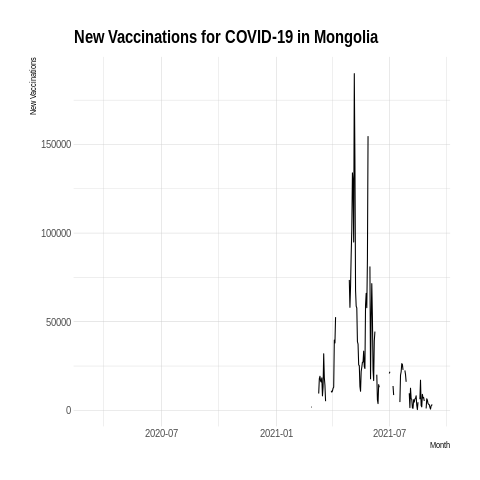 New Vaccinations for COVID-19 in Mongolia
New Vaccinations
150000
100000
50000
0
2020-07 2021-01 2021-07
Month